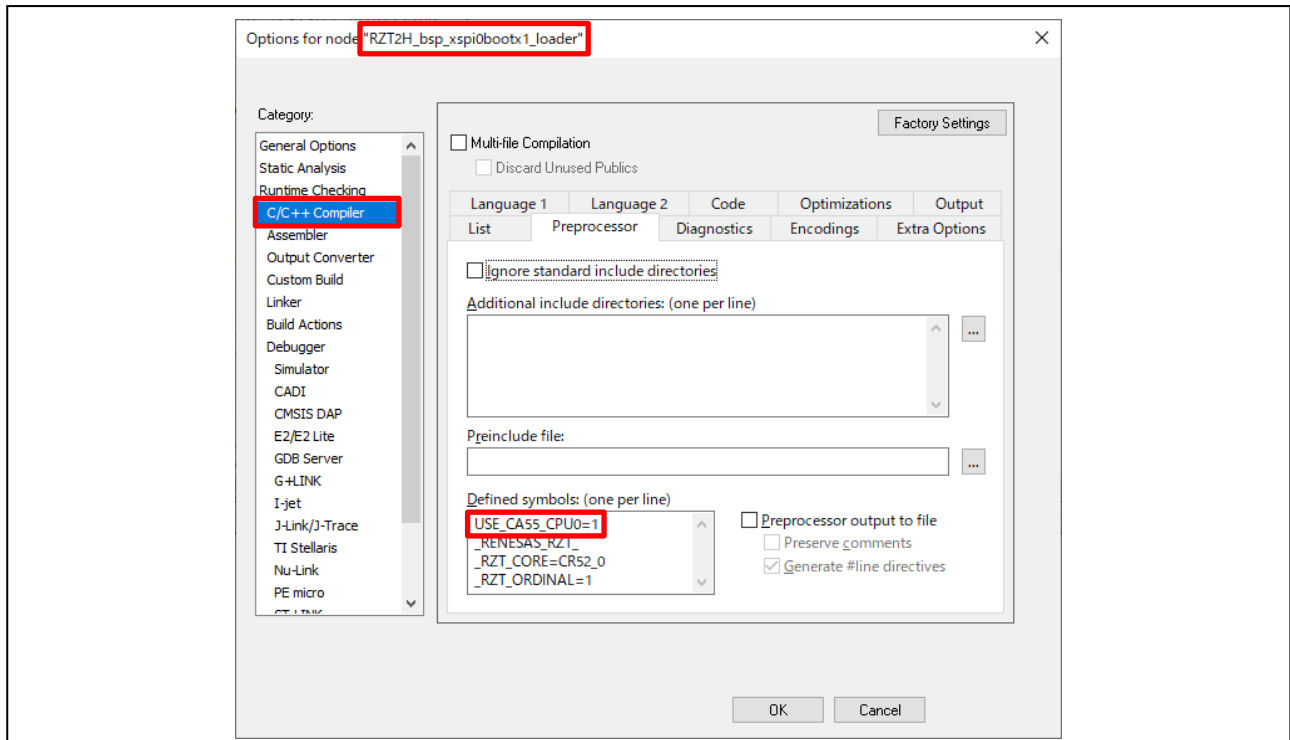 Options for node "RZT2H_bsp_xspi0bootx1_loader"
Category:
General Options
Static Analysis
Runtime Checking
C/C++ Compiler
Assembler
Output Converter
Custom Build
Linker
Build Actions
Debugger
Simulator
CADI
CMSIS DAP
E2/E2 Lite
GDB Server
G+LINK
I-jet
J-Link/J-Trace
TI Stellaris
Nu-Link
PE micro
ST-LINK
Factory Settings
Multi-file Compilation
Discard Unused Publics
Language 1 Language 2 Code Optimizations Output
List Preprocessor Diagnostics Encodings Extra Options
Ignore standard include directories
Additional include directories: (one per line)
...
Preinclude file:
...
Defined symbols: (one per line)
USE_CA55_CPU0=1
_RENESAS_RZT_
_RZT_CORE=CR52_0
_RZT_ORDINAL=1
Preprocessor output to file
Preserve comments
Generate #line directives
OK Cancel